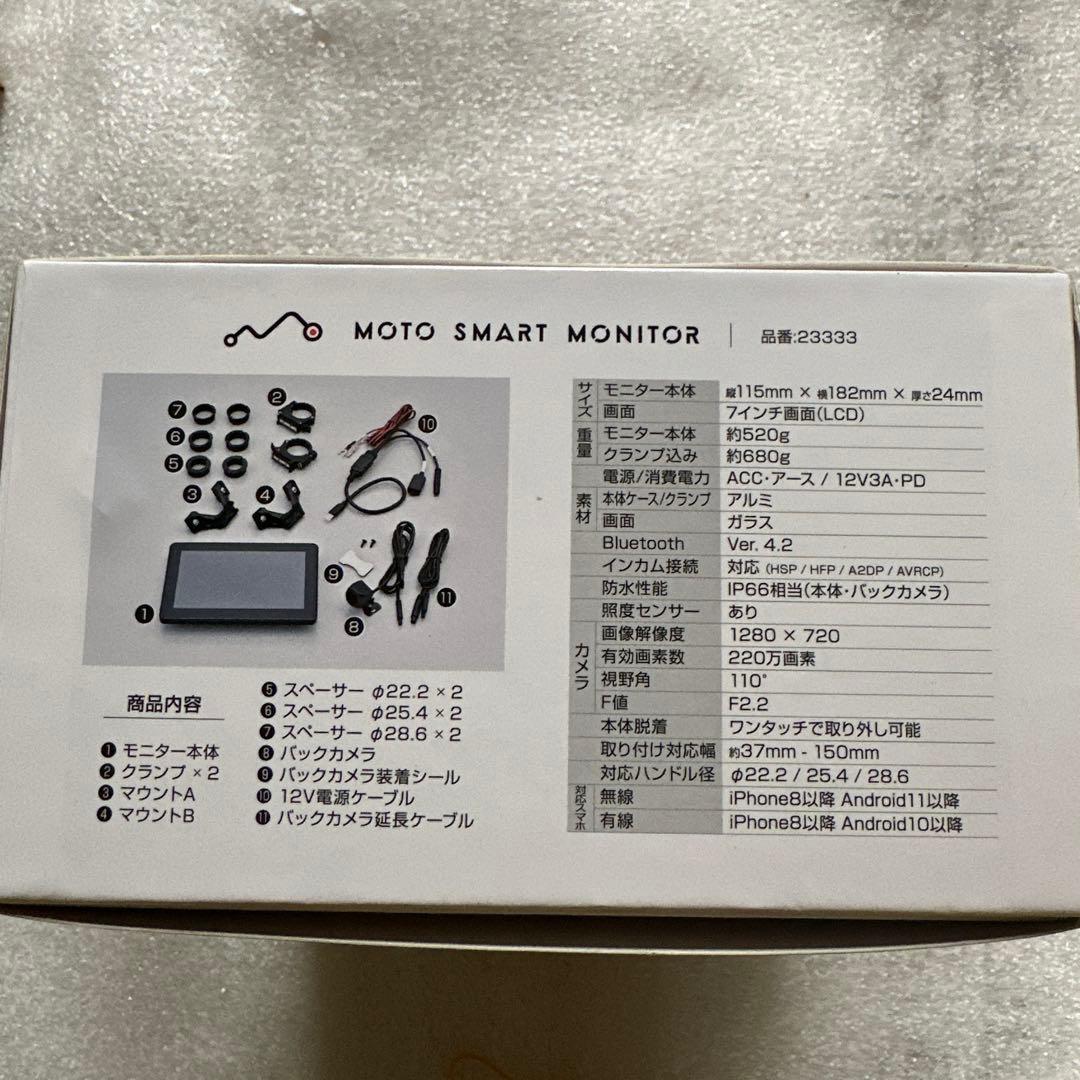 MOTO SMART MONITOR | 品番:23333
❼
❻
❺
❸
❷
❹
❿
❾
❶
❽
⓫
商品内容
❶ モニター本体
❷ クランプ × 2
❸ マウントA
❹ マウントB
❺ スペーサー φ22.2 × 2
❻ スペーサー φ25.4 × 2
❼ スペーサー φ28.6 × 2
❽ バックカメラ
❾ バックカメラ装着シール
❿ 12V電源ケーブル
⓫ バックカメラ延長ケーブル
サイズ モニター本体 縦115mm × 横182mm × 厚さ24mm
画面 7インチ画面(LCD)
重量 モニター本体 約520g
クランプ込み 約680g
電源/消費電力 ACC・アース / 12V3A・PD
素材 本体ケース/クランプ アルミ
画面 ガラス
Bluetooth Ver. 4.2
インカム接続 対応 (HSP / HFP / A2DP / AVRCP)
防水性能 IP66相当(本体・バックカメラ)
照度センサー あり
カメラ 画像解像度 1280 × 720
有効画素数 220万画素
視野角 110°
F値 F2.2
本体脱着 ワンタッチで取り外し可能
取り付け対応幅 約37mm - 150mm
対応ハンドル径 φ22.2 / 25.4 / 28.6
対応スマホ 無線 iPhone8以降 Android11以降
有線 iPhone8以降 Android10以降